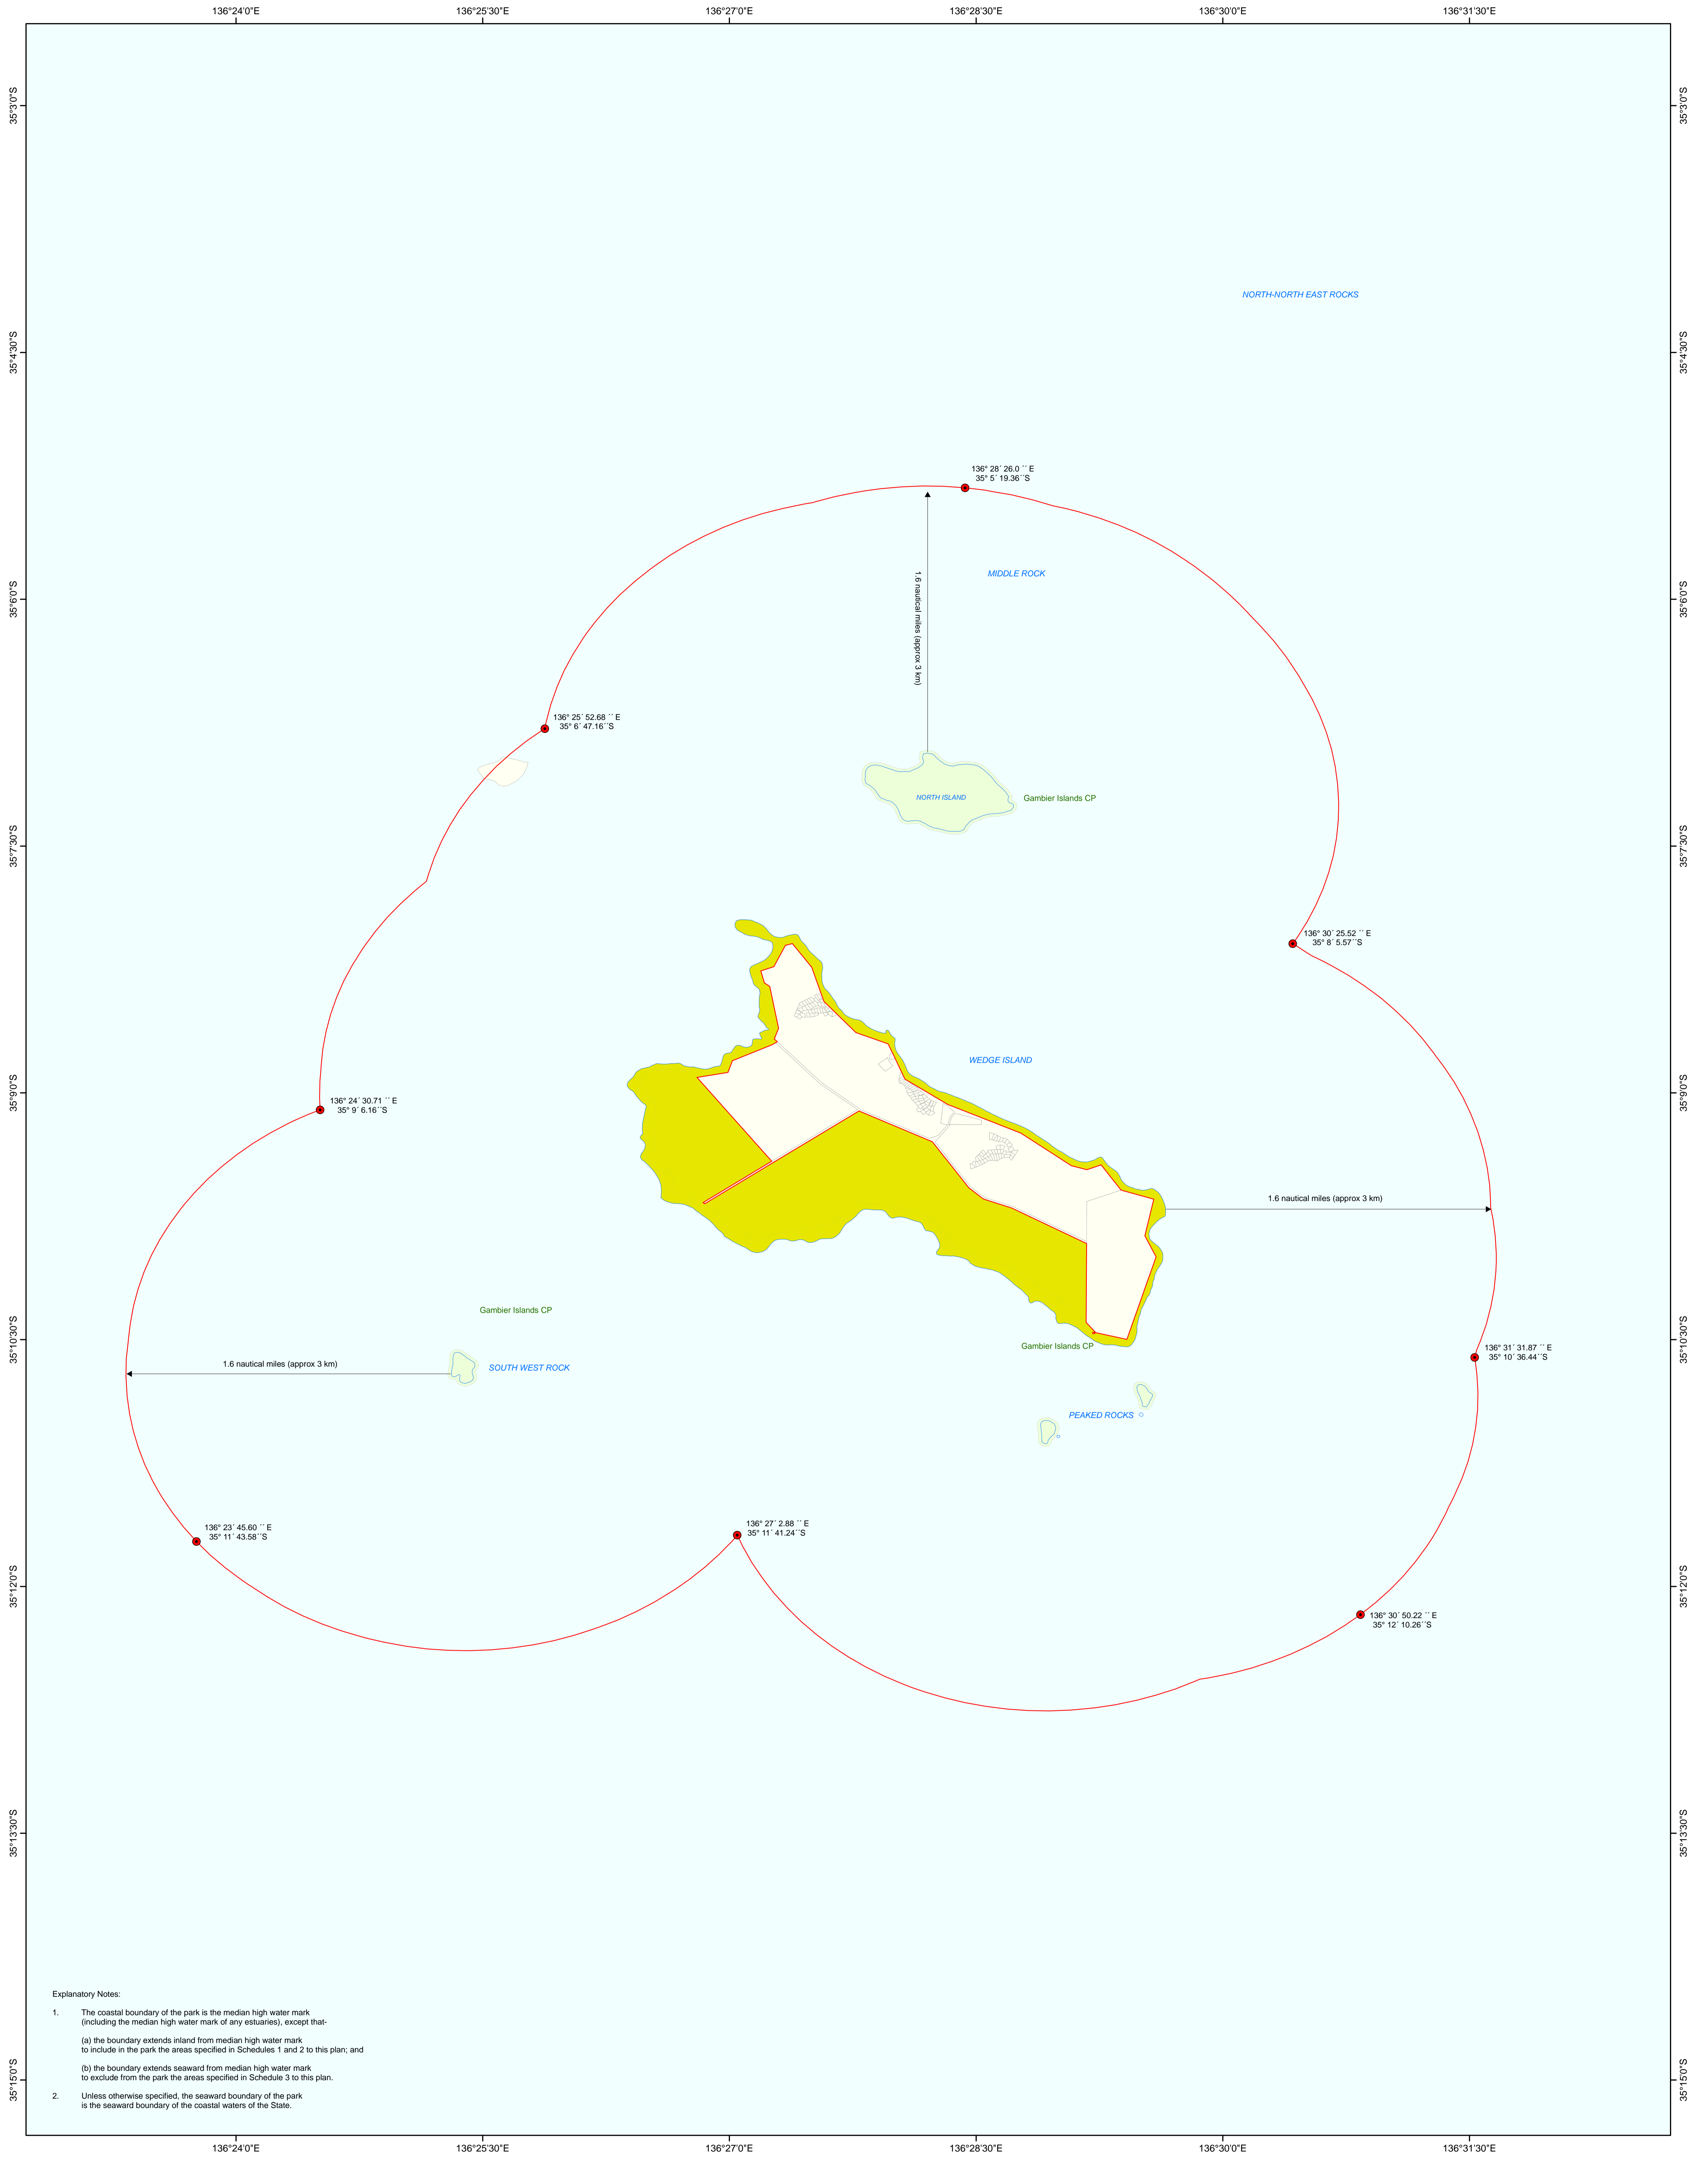 136°24'0"E
136°25'30"E
136°27'0"E
136°28'30"E
136°30'0"E
136°31'30"E
35°3'0"S
35°3'0"S
NORTH-NORTH EAST ROCKS
35°4'30"S
35°4'30"S
136° 28´ 26.0 ´´ E
35° 5´ 19.36´´S
MIDDLE ROCK
35°6'0"S
35°6'0"S
1.6 nautical miles (approx 3 km)
136° 25´ 52.68 ´´ E
35° 6´ 47.16´´S
NORTH ISLAND
Gambier Islands CP
35°7'30"S
35°7'30"S
136° 30´ 25.52 ´´ E
35° 8´ 5.57´´S
WEDGE ISLAND
35°9'0"S
35°9'0"S
136° 24´ 30.71 ´´ E
35° 9´ 6.16´´S
1.6 nautical miles (approx 3 km)
Gambier Islands CP
35°10'30"S
35°10'30"S
Gambier Islands CP
136° 31´ 31.87 ´´ E
35° 10´ 36.44´´S
1.6 nautical miles (approx 3 km)
SOUTH WEST ROCK
PEAKED ROCKS
136° 23´ 45.60 ´´ E
35° 11´ 43.58´´S
136° 27´ 2.88 ´´ E
35° 11´ 41.24´´S
35°12'0"S
35°12'0"S
136° 30´ 50.22 ´´ E
35° 12´ 10.26´´S
35°13'30"S
35°13'30"S
Explanatory Notes:
1. The coastal boundary of the park is the median high water mark
(including the median high water mark of any estuaries), except that-
(a) the boundary extends inland from median high water mark
to include in the park the areas specified in Schedules 1 and 2 to this plan; and
(b) the boundary extends seaward from median high water mark
to exclude from the park the areas specified in Schedule 3 to this plan.
2. Unless otherwise specified, the seaward boundary of the park
is the seaward boundary of the coastal waters of the State.
35°15'0"S
35°15'0"S
136°24'0"E
136°25'30"E
136°27'0"E
136°28'30"E
136°30'0"E
136°31'30"E